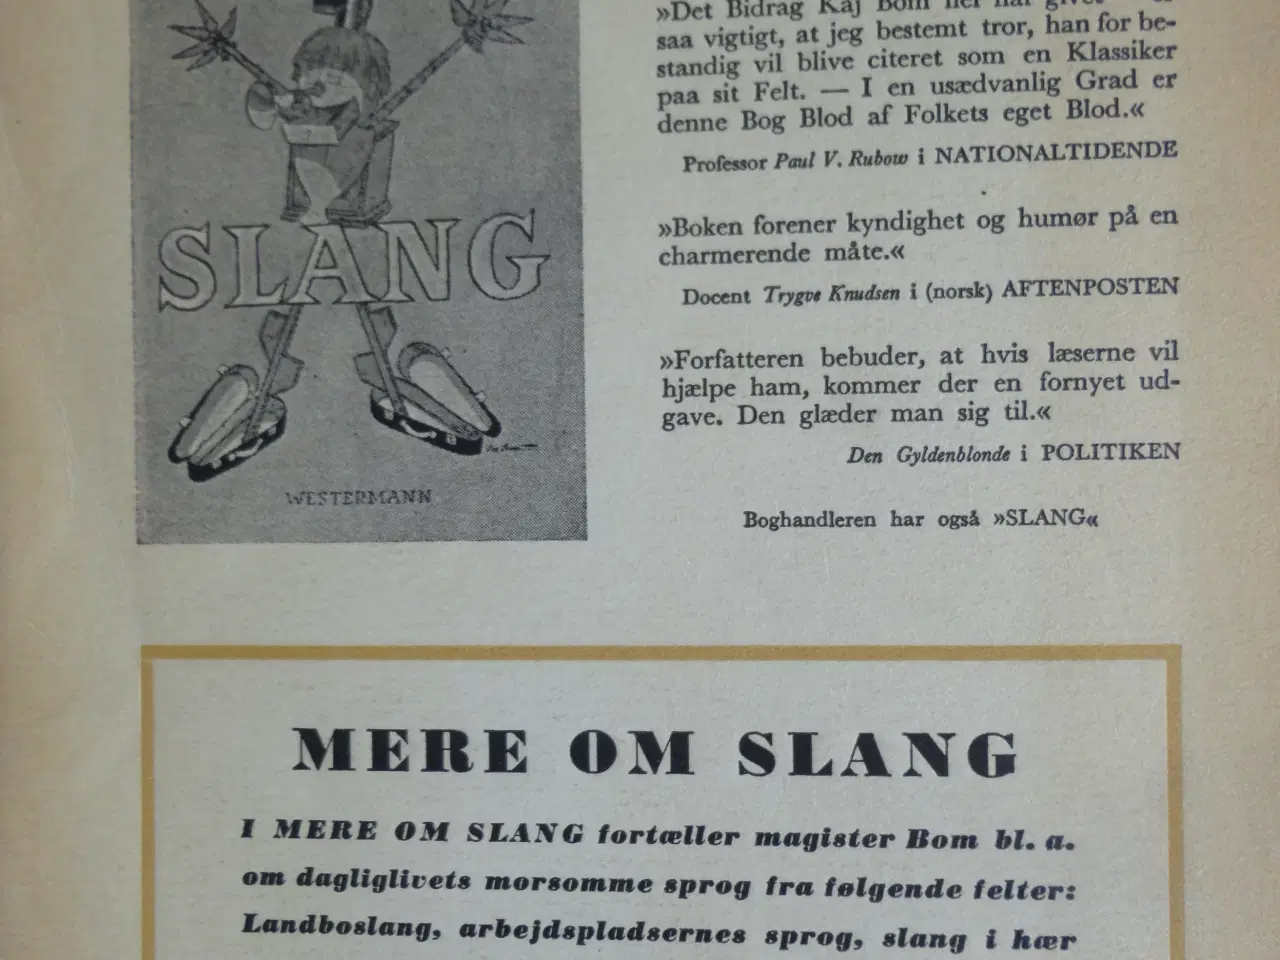 »Det Bidrag Kaj Bom her har givet
saa vigtigt, at jeg bestemt tror, han for be-
standig vil blive citeret som en Klassiker
paa sit Felt. — I en usædvanlig Grad er
denne Bog Blod af Folkets eget Blod.«
Professor Paul V. Rubow i NATIONALTIDENDE
»Boken forener kyndighet og humør på en
charmerende måte.«
Docent Trygve Knudsen i (norsk) AFTENPOSTEN
»Forfatteren bebuder, at hvis læserne vil
hjælpe ham, kommer der en fornyet ud-
gave. Den glæder man sig til.«
Den Gyldenblonde i POLITIKEN
Boghandleren har også »SLANG«
SLANG
WESTERMANN
MERE OM SLANG
I MERE OM SLANG fortæller magister Bom bl. a.
om dagliglivets morsomme sprog fra følgende felter:
Landboslang, arbejdspladsernes sprog, slang i hær